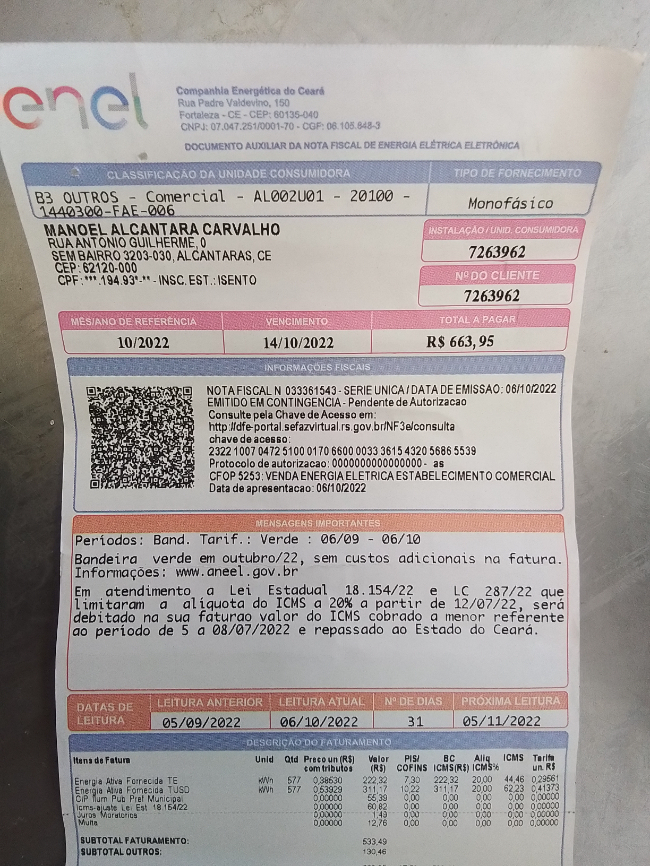 enel
Companhia Energética do Ceará
Rua Padre Valdevino, 150
Fortaleza - CE - CEP: 60135-040
CNPJ: 07.047.251/0001-70 - CGF: 06.105.848-3
DOCUMENTO AUXILIAR DA NOTA FISCAL DE ENERGIA ELÉTRICA ELETRÔNICA
CLASSIFICAÇÃO DA UNIDADE CONSUMIDORA
TIPO DE FORNECIMENTO
B3 OUTROS - Comercial - AL002U01 - 20100 -
1440300-FAE-006
Monofásico
MANOEL ALCANTARA CARVALHO
RUA ANTONIO GUILHERME, 0
SEM BAIRRO 3203-030, ALCANTARAS, CE
CEP: 62120-000
CPF: ***.194.93*-** - INSC. EST.: ISENTO
INSTALAÇÃO / UNID. CONSUMIDORA
7263962
Nº DO CLIENTE
7263962
MÊS/ANO DE REFERÊNCIA VENCIMENTO TOTAL A PAGAR
10/2022 14/10/2022 R$ 663,95
INFORMAÇÕES FISCAIS
NOTA FISCAL N 033361543 - SERIE UNICA / DATA DE EMISSAO: 06/10/2022
EMITIDO EM CONTINGENCIA - Pendente de Autorizacao
Consulte pela Chave de Acesso em:
http://dfe-portal.sefazvirtual.rs.gov.br/NF3e/consulta
chave de acesso:
2322 1007 0472 5100 0170 6600 0033 3615 4320 5686 5539
Protocolo de autorizacao: 0000000000000000 - as
CFOP 5253: VENDA ENERGIA ELETRICA ESTABELECIMENTO COMERCIAL
Data de apresentacao: 06/10/2022
MENSAGENS IMPORTANTES
Períodos: Band. Tarif.: Verde : 06/09 - 06/10
Bandeira verde em outubro/22, sem custos adicionais na fatura.
Informações: www.aneel.gov.br
Em atendimento a Lei Estadual 18.154/22 e LC 287/22 que
limitaram a alíquota do ICMS a 20% a partir de 12/07/22, será
debitado na sua faturao valor do ICMS cobrado a menor referente
ao período de 5 a 08/07/2022 e repassado ao Estado do Ceará.
DATAS DE LEITURA
LEITURA ANTERIOR LEITURA ATUAL Nº DE DIAS PRÓXIMA LEITURA
05/09/2022 06/10/2022 31 05/11/2022
DESCRIÇÃO DO FATURAMENTO
Itens de Fatura Unid Qtd Preco un (R$) com tributos Valor (R$) PIS/ COFINS BC ICMS(R$) Aliq ICMS% ICMS Tarifa un. R$
Energia Ativa Fornecida TE kWh 577 0,38530 222,32 7,30 222,32 20,00 44,46 0,29561
Energia Ativa Fornecida TUSD kWh 577 0,53929 311,17 10,22 311,17 20,00 62,23 0,41373
CIP Ilum Pub Pref Municipal 0,00000 55,39 0,00 0,00 0,00 0,00 0,00000
Icms-ajuste Lei Est 18.154/22 0,00000 60,82 0,00 0,00 0,00 0,00 0,00000
Juros Moratorios 0,00000 1,49 0,00 0,00 0,00 0,00 0,00000
Multa 0,00000 12,76 0,00 0,00 0,00 0,00 0,00000
SUBTOTAL FATURAMENTO: 533,49
SUBTOTAL OUTROS: 130,46